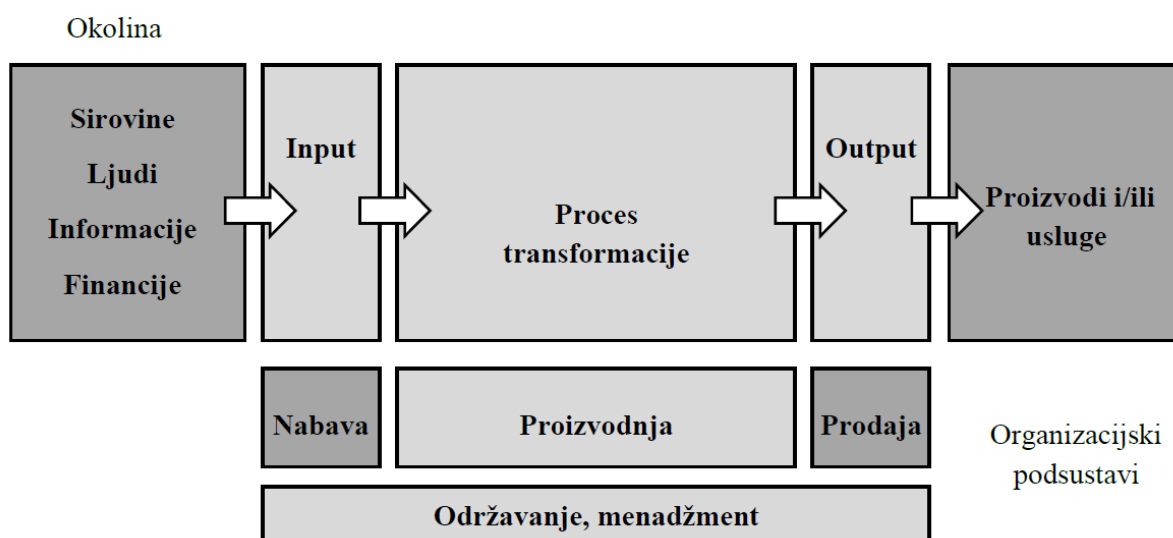 Okolina
Sirovine
Ljudi
Informacije
Financije
Input
Proces
transformacije
Output
Proizvodi i/ili
usluge
Nabava
Proizvodnja
Prodaja
Organizacijski
podsustavi
Održavanje, menadžment